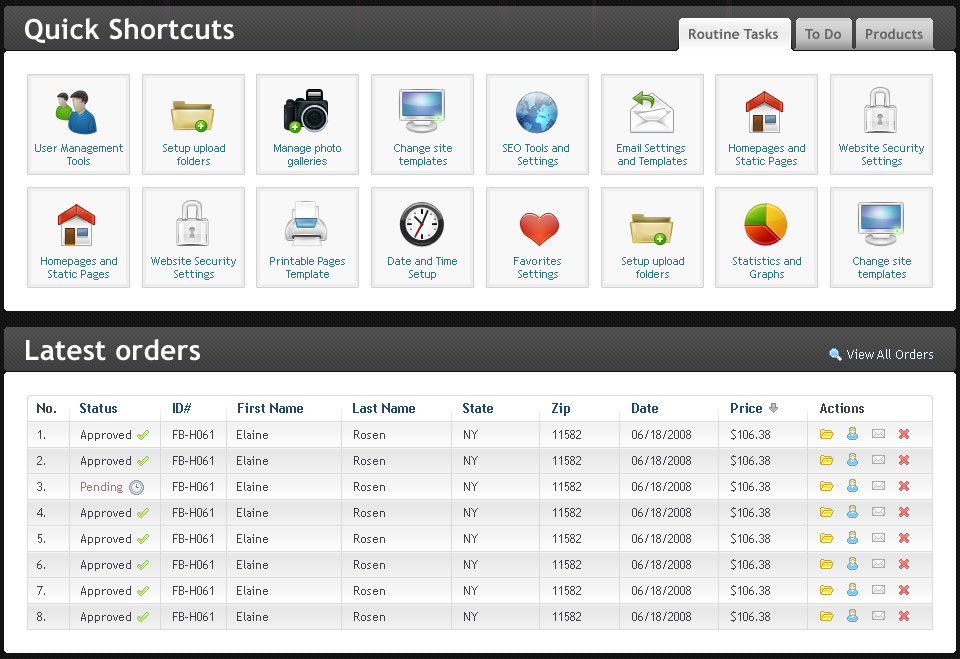 Quick Shortcuts
Routine Tasks To Do Products
User Management Setup upload Manage photo Change site SEO Tools and Email Settings Homepages and Website Security
Tools folders galleries templates Settings and Templates Static Pages Settings
Homepages and Website Security Printable Pages Date and Time Favorites Setup upload Statistics and Change site
Static Pages Settings Template Setup Settings folders Graphs templates
Latest orders
View All Orders
No. Status ID# First Name Last Name State Zip Date Price Actions
1. Approved FB-H061 Elaine Rosen NY 11582 06/18/2008 $106.38
2. Approved FB-H061 Elaine Rosen NY 11582 06/18/2008 $106.38
3. Pending FB-H061 Elaine Rosen NY 11582 06/18/2008 $106.38
4. Approved FB-H061 Elaine Rosen NY 11582 06/18/2008 $106.38
5. Approved FB-H061 Elaine Rosen NY 11582 06/18/2008 $106.38
6. Approved FB-H061 Elaine Rosen NY 11582 06/18/2008 $106.38
7. Approved FB-H061 Elaine Rosen NY 11582 06/18/2008 $106.38
8. Approved FB-H061 Elaine Rosen NY 11582 06/18/2008 $106.38